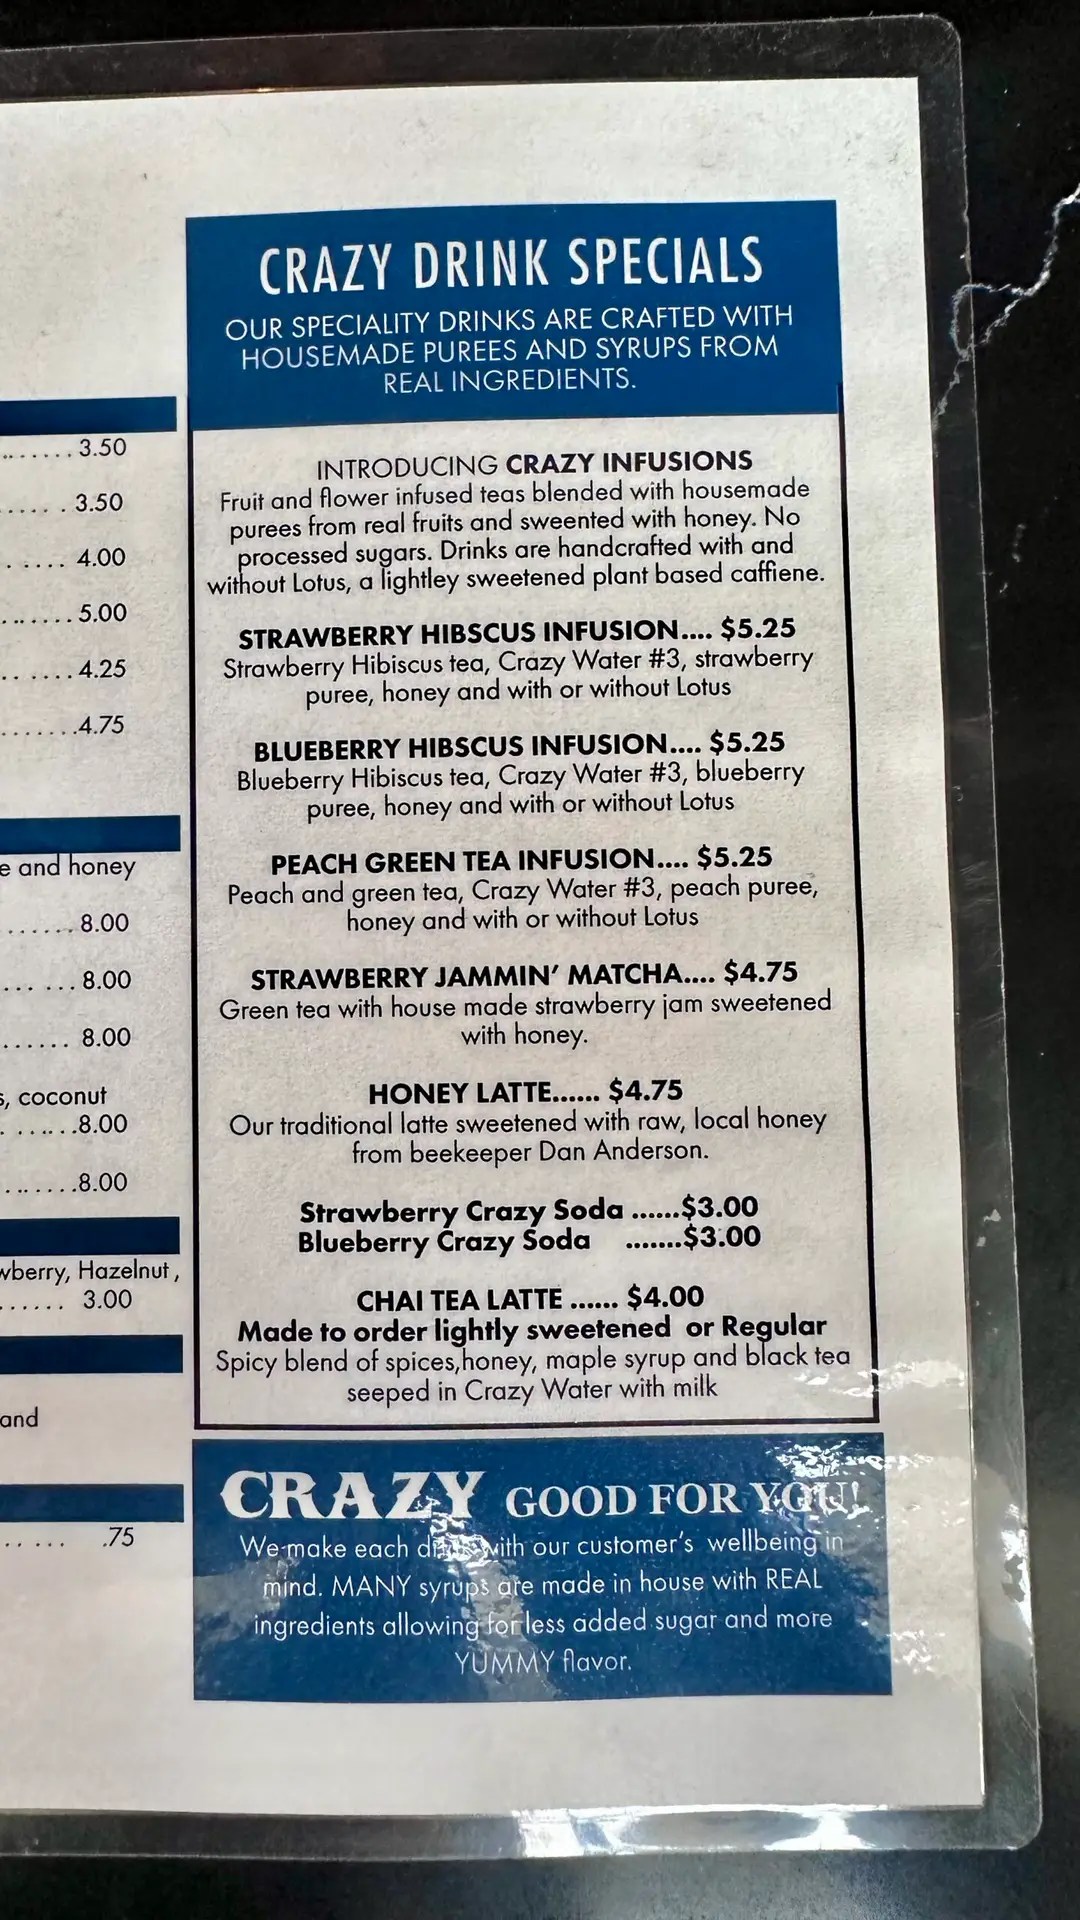 3.50
3.50
4.00
5.00
4.25
4.75
e and honey
8.00
8.00
8.00
s, coconut
8.00
8.00
wberry, Hazelnut,
3.00
and
.75
CRAZY DRINK SPECIALS
OUR SPECIALITY DRINKS ARE CRAFTED WITH
HOUSEMADE PUREES AND SYRUPS FROM
REAL INGREDIENTS.
INTRODUCING CRAZY INFUSIONS
Fruit and flower infused teas blended with housemade
purees from real fruits and sweented with honey. No
processed sugars. Drinks are handcrafted with and
without Lotus, a lightley sweetened plant based caffiene.
STRAWBERRY HIBSCUS INFUSION.... $5.25
Strawberry Hibiscus tea, Crazy Water #3, strawberry
puree, honey and with or without Lotus
BLUEBERRY HIBSCUS INFUSION.... $5.25
Blueberry Hibiscus tea, Crazy Water #3, blueberry
puree, honey and with or without Lotus
PEACH GREEN TEA INFUSION.... $5.25
Peach and green tea, Crazy Water #3, peach puree,
honey and with or without Lotus
STRAWBERRY JAMMIN' MATCHA.... $4.75
Green tea with house made strawberry jam sweetened
with honey.
HONEY LATTE...... $4.75
Our traditional latte sweetened with raw, local honey
from beekeeper Dan Anderson.
Strawberry Crazy Soda ......$3.00
Blueberry Crazy Soda .......$3.00
CHAI TEA LATTE ...... $4.00
Made to order lightly sweetened or Regular
Spicy blend of spices,honey, maple syrup and black tea
seeped in Crazy Water with milk
CRAZY GOOD FOR YOU!
We make each drink with our customer's wellbeing in
mind. MANY syrups are made in house with REAL
ingredients allowing for less added sugar and more
YUMMY flavor.